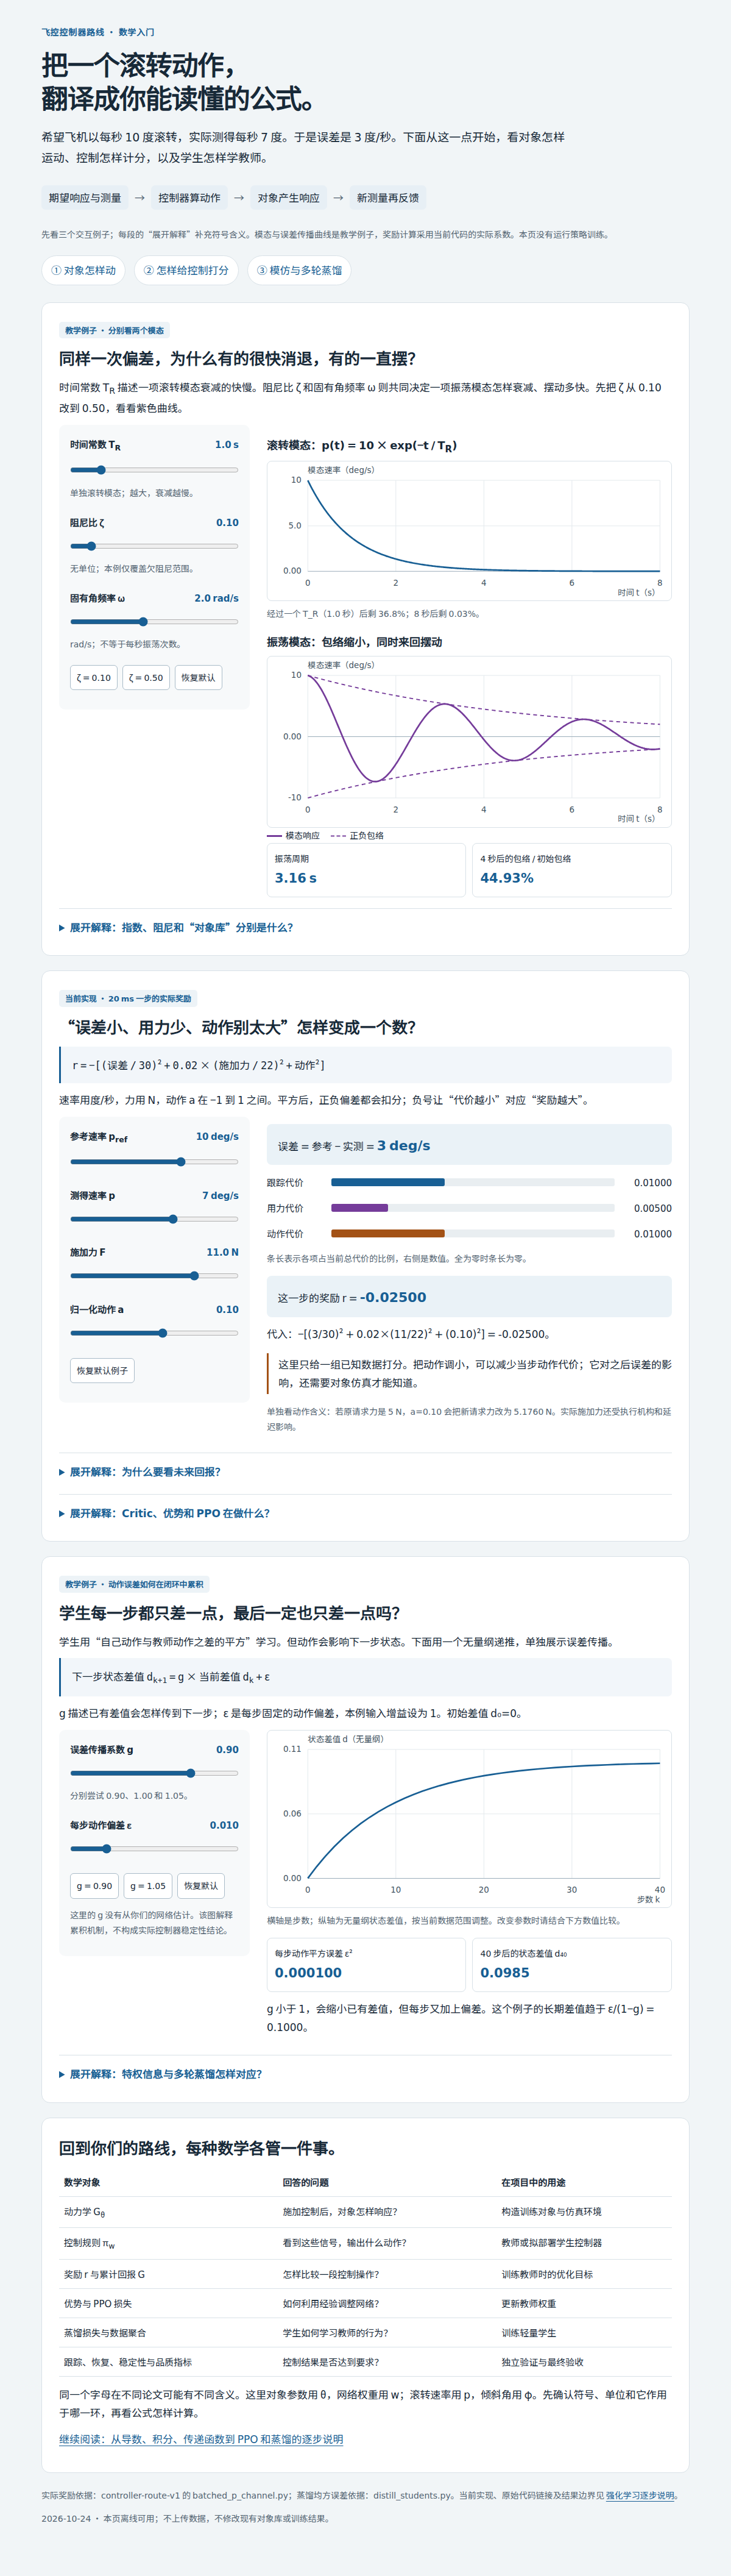 飞控控制器路线 · 数学入门
把一个滚转动作，
翻译成你能读懂的公式。
希望飞机以每秒 10 度滚转，实际测得每秒 7 度。于是误差是 3 度/秒。下面从这一点开始，看对象怎样
运动、控制怎样计分，以及学生怎样学教师。
期望响应与测量 → 控制器算动作 → 对象产生响应 → 新测量再反馈
先看三个交互例子；每段的“展开解释”补充符号含义。模态与误差传播曲线是教学例子，奖励计算采用当前代码的实际系数。本页没有运行策略训练。
① 对象怎样动 ② 怎样给控制打分 ③ 模仿与多轮蒸馏
教学例子 · 分别看两个模态
同样一次偏差，为什么有的很快消退，有的一直摆？
时间常数 T_R 描述一项滚转模态衰减的快慢。阻尼比 ζ 和固有角频率 ω 则共同决定一项振荡模态怎样衰减、摆动多快。先把 ζ 从 0.10
改到 0.50，看看紫色曲线。
时间常数 T_R 1.0 s
单独滚转模态；越大，衰减越慢。
阻尼比 ζ 0.10
无单位；本例仅覆盖欠阻尼范围。
固有角频率 ω 2.0 rad/s
rad/s；不等于每秒振荡次数。
ζ = 0.10 ζ = 0.50 恢复默认
滚转模态：p(t) = 10 × exp(−t / T_R)
模态速率（deg/s）
10
5.0
0.00
0 2 4 6 8
时间 t（s）
经过一个 T_R（1.0 秒）后剩 36.8%；8 秒后剩 0.03%。
振荡模态：包络缩小，同时来回摆动
模态速率（deg/s）
10
0.00
-10
0 2 4 6 8
时间 t（s）
模态响应 正负包络
振荡周期
3.16 s
4 秒后的包络 / 初始包络
44.93%
展开解释：指数、阻尼和“对象库”分别是什么？
当前实现 · 20 ms 一步的实际奖励
“误差小、用力少、动作别太大”怎样变成一个数？
r = −[(误差 / 30)² + 0.02 × (施加力 / 22)² + 动作²]
速率用度/秒，力用 N，动作 a 在 −1 到 1 之间。平方后，正负偏差都会扣分；负号让“代价越小”对应“奖励越大”。
参考速率 p_ref 10 deg/s
测得速率 p 7 deg/s
施加力 F 11.0 N
归一化动作 a 0.10
恢复默认例子
误差 = 参考 − 实测 = 3 deg/s
跟踪代价 0.01000
用力代价 0.00500
动作代价 0.01000
条长表示各项占当前总代价的比例，右侧是数值。全为零时条长为零。
这一步的奖励 r = -0.02500
代入：−[(3/30)² + 0.02×(11/22)² + (0.10)²] = -0.02500。
这里只给一组已知数据打分。把动作调小，可以减少当步动作代价；它对之后误差的影
响，还需要对象仿真才能知道。
单独看动作含义：若原请求力是 5 N，a=0.10 会把新请求力改为 5.1760 N。实际施加力还受执行机构和延
迟影响。
展开解释：为什么要看未来回报？
展开解释：Critic、优势和 PPO 在做什么？
教学例子 · 动作误差如何在闭环中累积
学生每一步都只差一点，最后一定也只差一点吗？
学生用“自己动作与教师动作之差的平方”学习。但动作会影响下一步状态。下面用一个无量纲递推，单独展示误差传播。
下一步状态差值 d_{k+1} = g × 当前差值 d_k + ε
g 描述已有差值会怎样传到下一步；ε 是每步固定的动作偏差，本例输入增益设为 1。初始差值 d₀=0。
误差传播系数 g 0.90
分别尝试 0.90、1.00 和 1.05。
每步动作偏差 ε 0.010
g = 0.90 g = 1.05 恢复默认
这里的 g 没有从你们的网络估计。该图解释
累积机制，不构成实际控制器稳定性结论。
状态差值 d（无量纲）
0.11
0.06
0.00
0 10 20 30 40
步数 k
横轴是步数；纵轴为无量纲状态差值，按当前数据范围调整。改变参数时请结合下方数值比较。
每步动作平方误差 ε²
0.000100
40 步后的状态差值 d₄₀
0.0985
g 小于 1，会缩小已有差值，但每步又加上偏差。这个例子的长期差值趋于 ε/(1−g) =
0.1000。
展开解释：特权信息与多轮蒸馏怎样对应？
回到你们的路线，每种数学各管一件事。
数学对象 回答的问题 在项目中的用途
动力学 G_θ 施加控制后，对象怎样响应？ 构造训练对象与仿真环境
控制规则 π_w 看到这些信号，输出什么动作？ 教师或拟部署学生控制器
奖励 r 与累计回报 G 怎样比较一段控制操作？ 训练教师时的优化目标
优势与 PPO 损失 如何利用经验调整网络？ 更新教师权重
蒸馏损失与数据聚合 学生如何学习教师的行为？ 训练轻量学生
跟踪、恢复、稳定性与品质指标 控制结果是否达到要求？ 独立验证与最终验收
同一个字母在不同论文可能有不同含义。这里对象参数用 θ，网络权重用 w；滚转速率用 p，倾斜角用 φ。先确认符号、单位和它作用
于哪一环，再看公式怎样计算。
继续阅读：从导数、积分、传递函数到 PPO 和蒸馏的逐步说明
实际奖励依据：controller-route-v1 的 batched_p_channel.py；蒸馏均方误差依据：distill_students.py。当前实现、原始代码链接及结果边界见 强化学习逐步说明。
2026-10-24 · 本页离线可用；不上传数据，不修改现有对象库或训练结果。